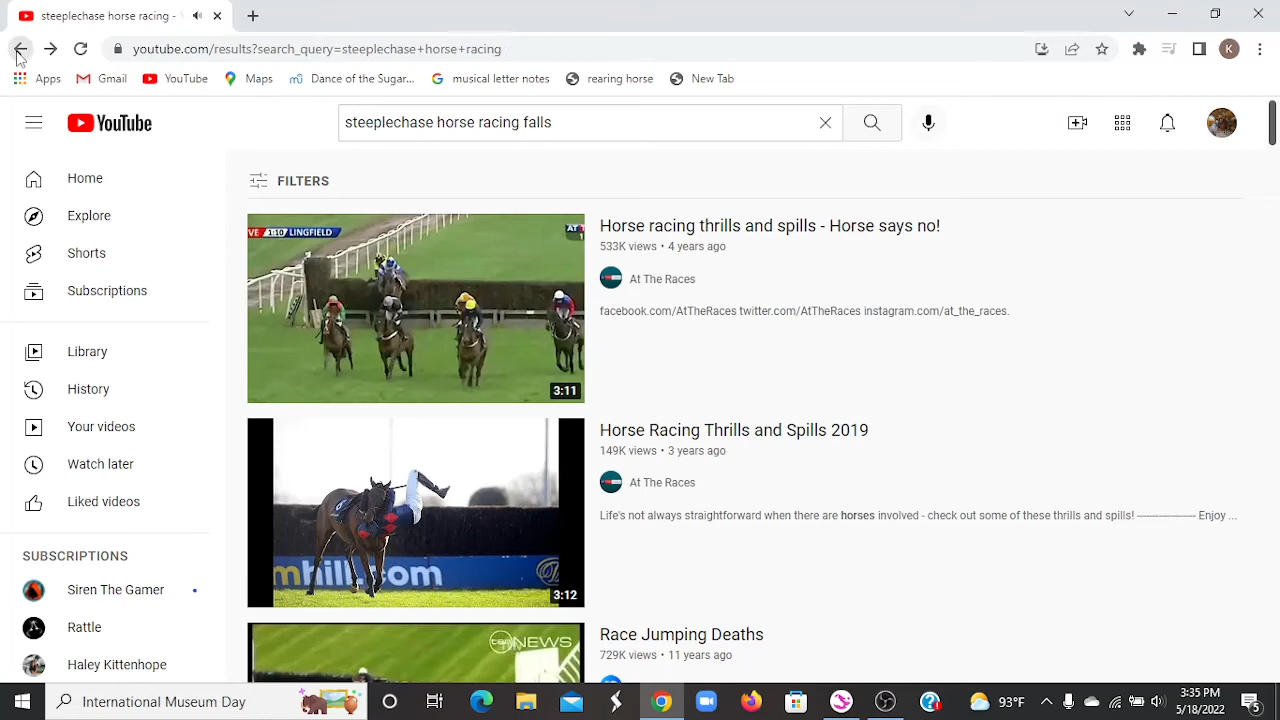 steeplechase horse racing -
youtube.com/results?search_query=steeplechase+horse+racing
Apps Gmail YouTube Maps Dance of the Sugar... musical letter notes rearing horse New Tab
YouTube
steeplechase horse racing falls
Home
Explore
Shorts
Subscriptions
Library
History
Your videos
Watch later
Liked videos
SUBSCRIPTIONS
Siren The Gamer
Rattle
Haley Kittenhope
FILTERS
VE 1:10 LINGFIELD
AT T
3:11
Horse racing thrills and spills - Horse says no!
533K views • 4 years ago
At The Races
facebook.com/AtTheRaces twitter.com/AtTheRaces instagram.com/at_the_races.
mhill.com
3:12
Horse Racing Thrills and Spills 2019
149K views • 3 years ago
At The Races
Life's not always straightforward when there are horses involved - check out some of these thrills and spills! ----------------- Enjoy ...
ten NEWS
Race Jumping Deaths
729K views • 11 years ago
International Museum Day
93°F
3:35 PM
5/18/2022
5
K